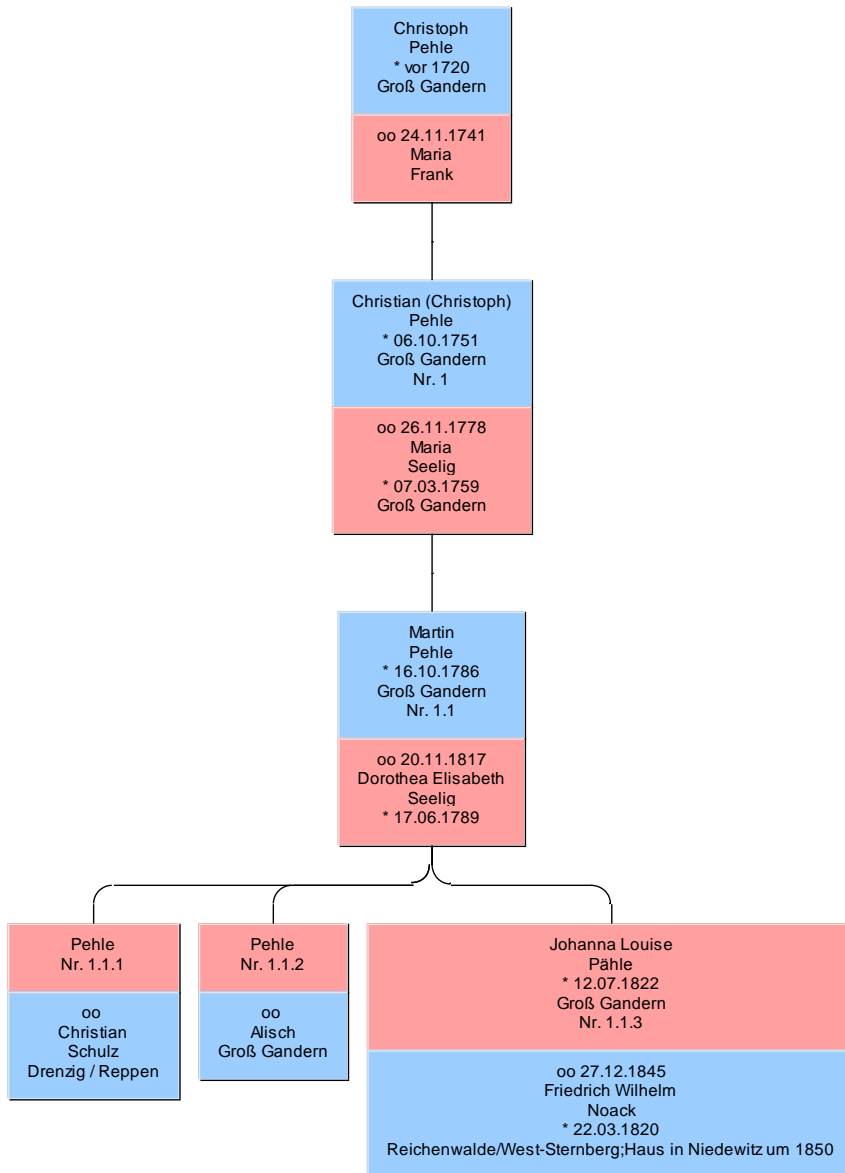 Christoph
Pehle
* vor 1720
Groß Gandern
oo 24.11.1741
Maria
Frank
Christian (Christoph)
Pehle
* 06.10.1751
Groß Gandern
Nr. 1
oo 26.11.1778
Maria
Seelig
* 07.03.1759
Groß Gandern
Martin
Pehle
* 16.10.1786
Groß Gandern
Nr. 1.1
oo 20.11.1817
Dorothea Elisabeth
Seelig
* 17.06.1789
Pehle
Nr. 1.1.1
oo
Christian
Schulz
Drenzig / Reppen
Pehle
Nr. 1.1.2
oo
Alisch
Groß Gandern
Johanna Louise
Pähle
* 12.07.1822
Groß Gandern
Nr. 1.1.3
oo 27.12.1845
Friedrich Wilhelm
Noack
* 22.03.1820
Reichenwalde/West-Sternberg;Haus in Niedewitz um 1850